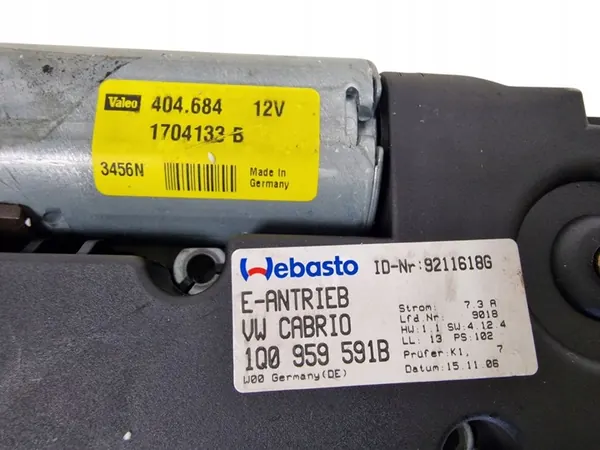 Valeo 404.684 12V
1704133 B
3456N
Made in
Germany
Webasto ID-Nr:9211618G
E-ANTRIEB
VW CABRIO
1Q0 959 591B
W00 Germany(DE)
Strom: 7.3 A
Lfd.Nr: 9018
HW:1.1 SW:4.12.4
LL: 13 PS:102
Prüfer:K1, 7
Datum:15.11.06